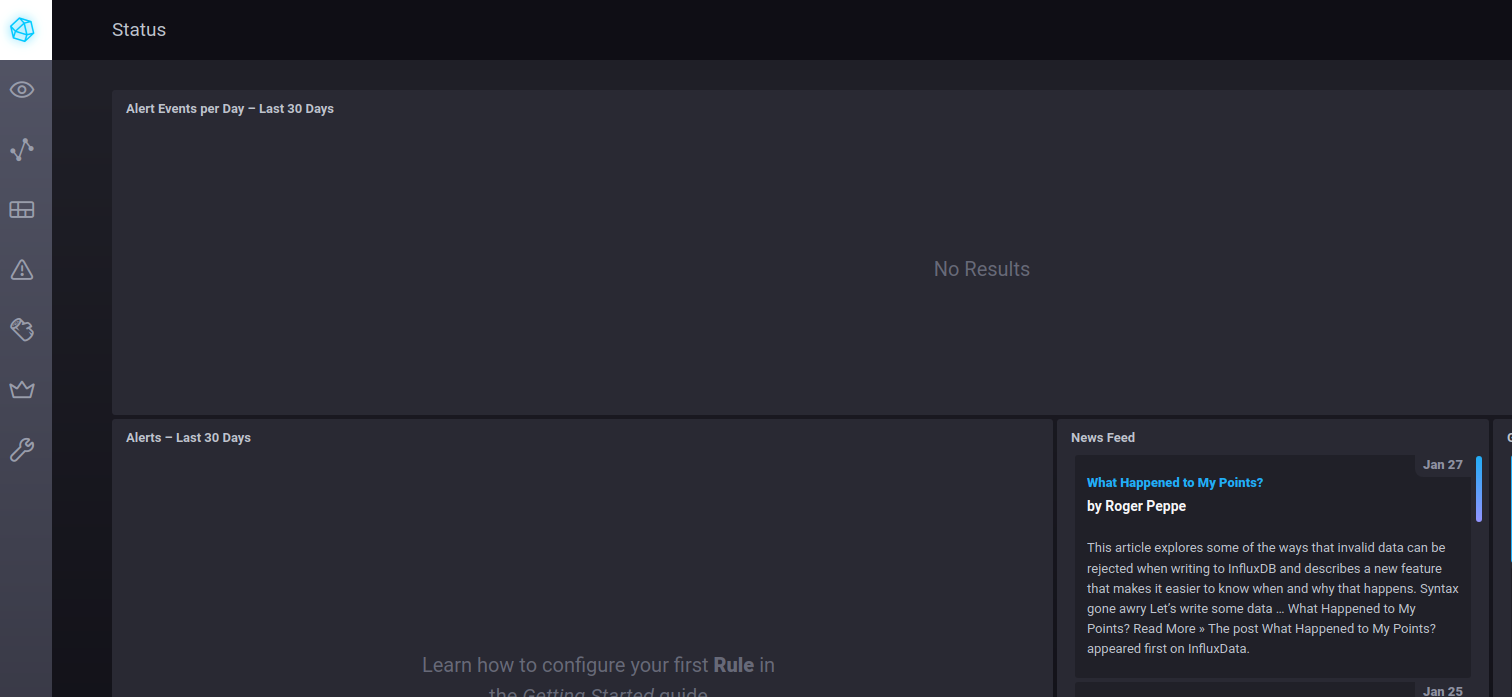 Status
Alert Events per Day – Last 30 Days
No Results
Alerts – Last 30 Days
Learn how to configure your first Rule in
the Getting Started guide
News Feed
Jan 27
What Happened to My Points?
by Roger Peppe
This article explores some of the ways that invalid data can be
rejected when writing to InfluxDB and describes a new feature
that makes it easier to know when and why that happens. Syntax
gone awry Let’s write some data ... What Happened to My
Points? Read More » The post What Happened to My Points?
appeared first on InfluxData.
Jan 25